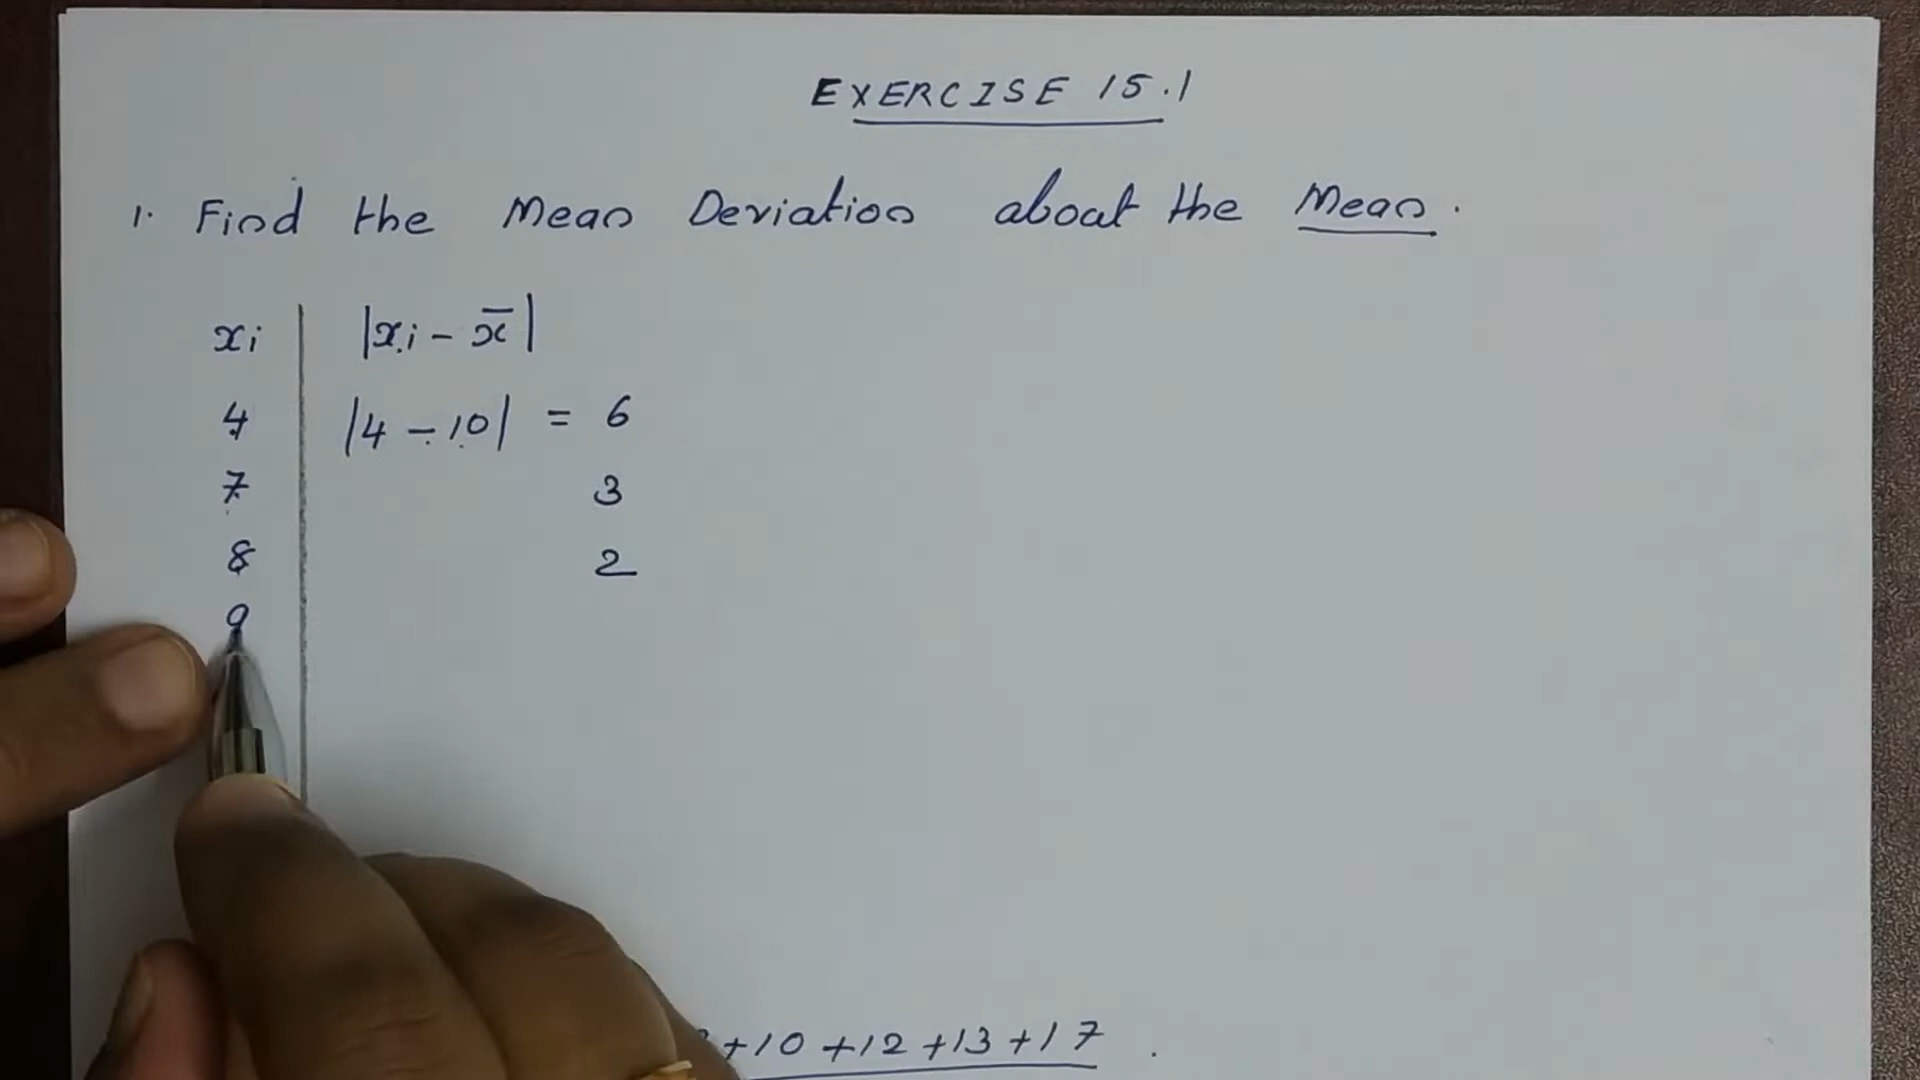 EXERCISE 15.1
1. Find the Mean Deviation about the Mean.
xi |xi - x̄|
4 |4 - 10| = 6
7 3
8 2
9
+10 +12 +13 +17